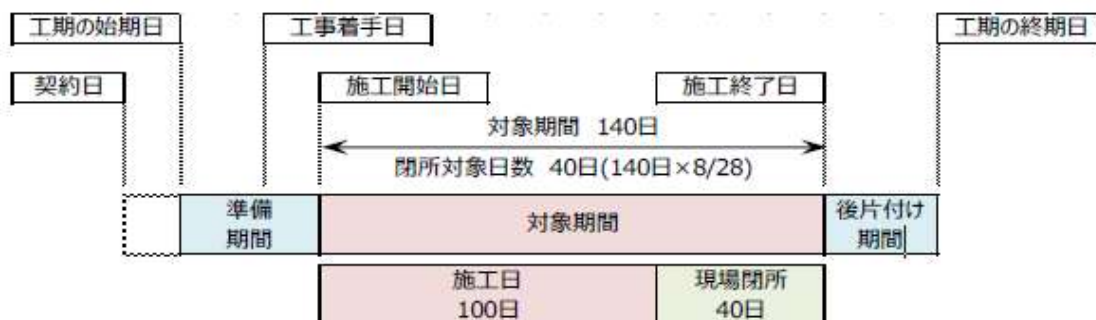 工期の始期日
工事着手日
工期の終期日
契約日
施工開始日
施工終了日
対象期間 140日
閉所対象日数 40日(140日×8/28)
準備
期間
対象期間
後片付け
期間
施工日
100日
現場閉所
40日